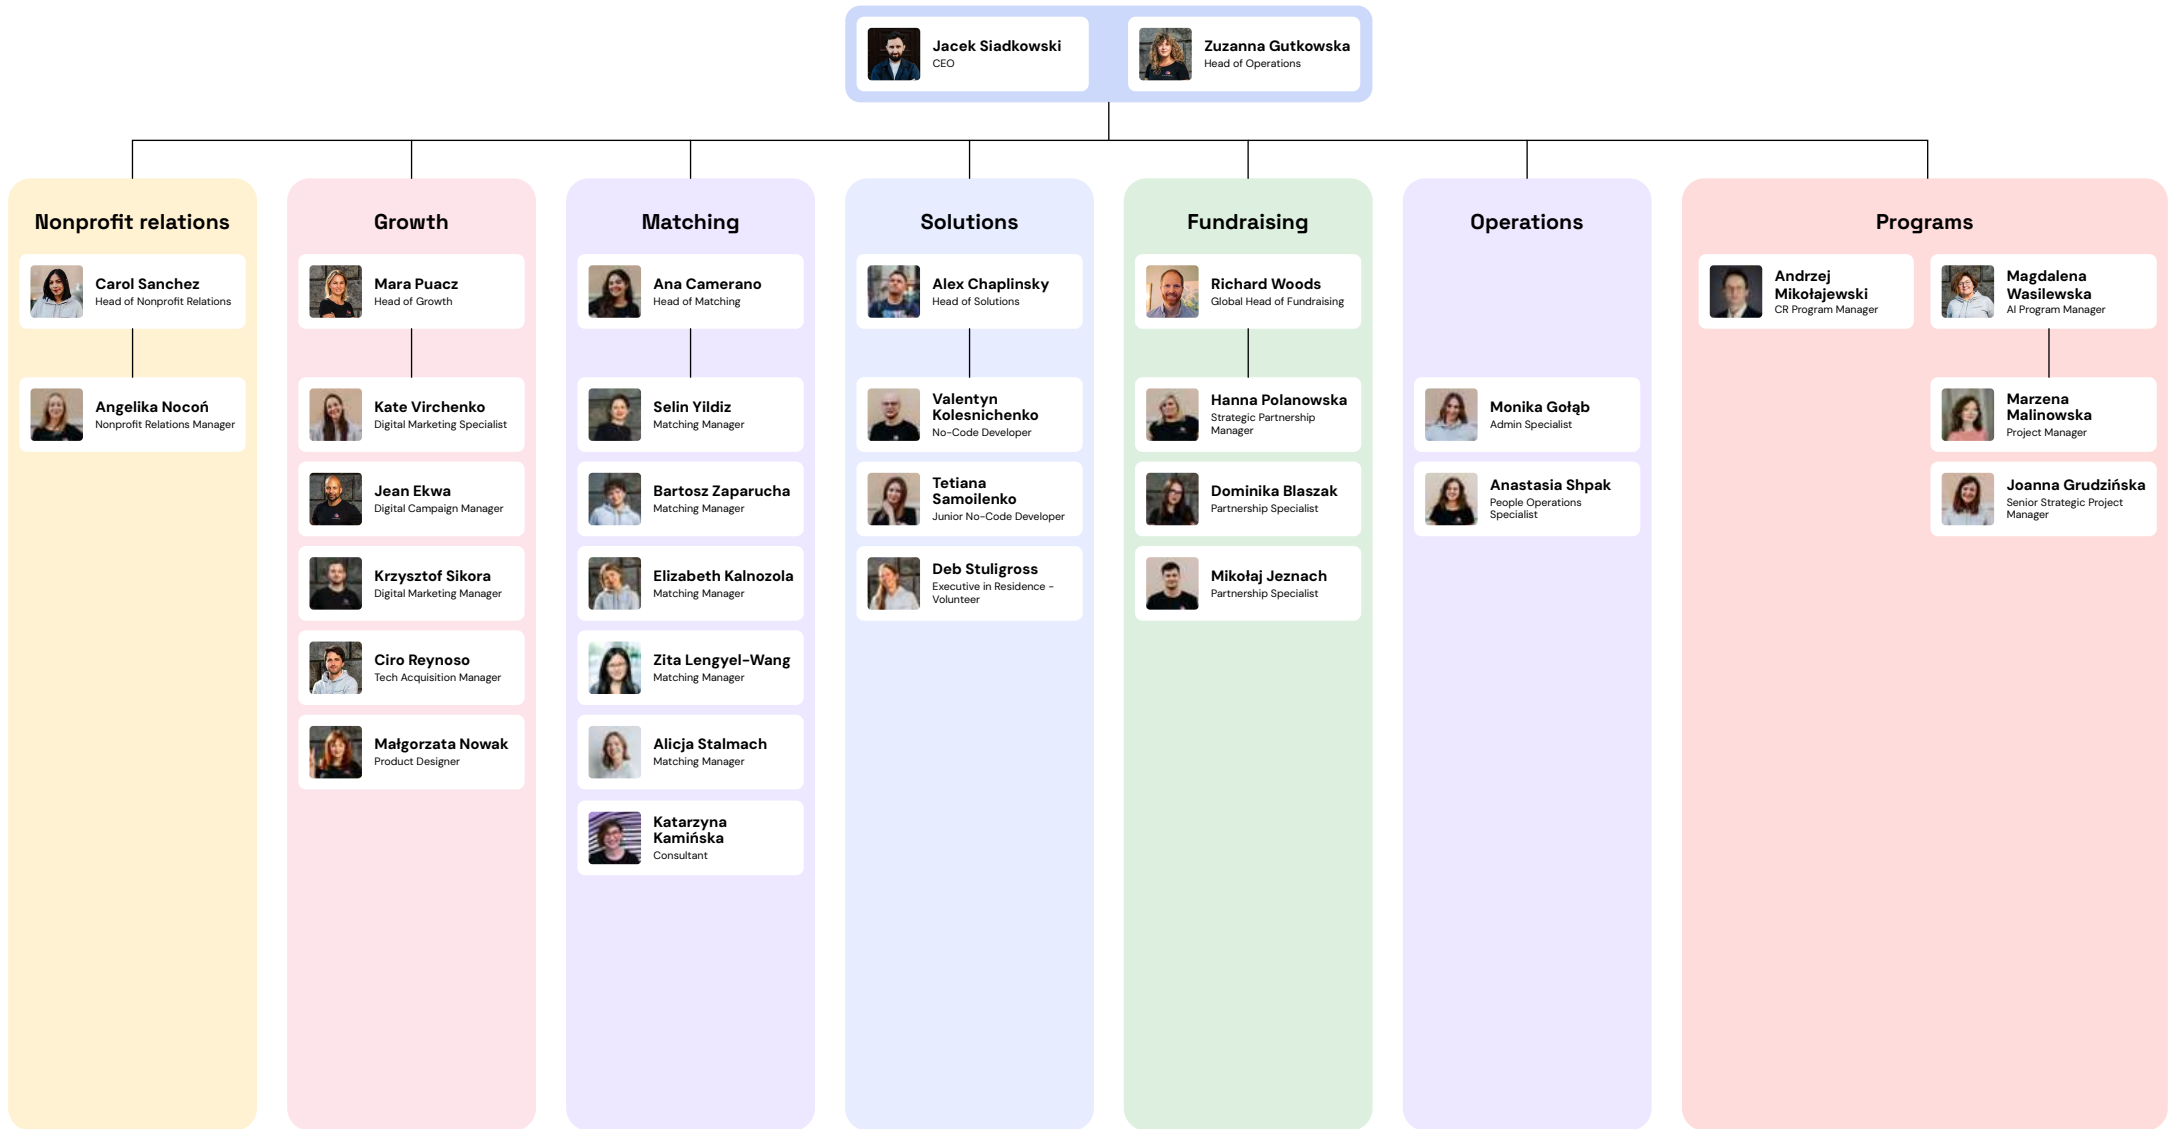 Jacek Siadkowski
CEO
Zuzanna Gutkowska
Head of Operations
Nonprofit relations
Carol Sanchez
Head of Nonprofit Relations
Angelika Nocoń
Nonprofit Relations Manager
Growth
Mara Puacz
Head of Growth
Kate Virchenko
Digital Marketing Specialist
Jean Ekwa
Digital Campaign Manager
Krzysztof Sikora
Digital Marketing Manager
Ciro Reynoso
Tech Acquisition Manager
Małgorzata Nowak
Product Designer
Matching
Ana Camerano
Head of Matching
Selin Yildiz
Matching Manager
Bartosz Zaparucha
Matching Manager
Elizabeth Kalnozola
Matching Manager
Zita Lengyel-Wang
Matching Manager
Alicja Stalmach
Matching Manager
Katarzyna
Kamińska
Consultant
Solutions
Alex Chaplinsky
Head of Solutions
Valentyn
Kolesnichenko
No-Code Developer
Tetiana
Samoilenko
Junior No-Code Developer
Deb Stuligross
Executive in Residence -
Volunteer
Fundraising
Richard Woods
Global Head of Fundraising
Hanna Polanowska
Strategic Partnership
Manager
Dominika Blaszak
Partnership Specialist
Mikołaj Jeznach
Partnership Specialist
Operations
Monika Gołąb
Admin Specialist
Anastasia Shpak
People Operations
Specialist
Programs
Andrzej
Mikołajewski
CR Program Manager
Magdalena
Wasilewska
AI Program Manager
Marzena
Malinowska
Project Manager
Joanna Grudzińska
Senior Strategic Project
Manager